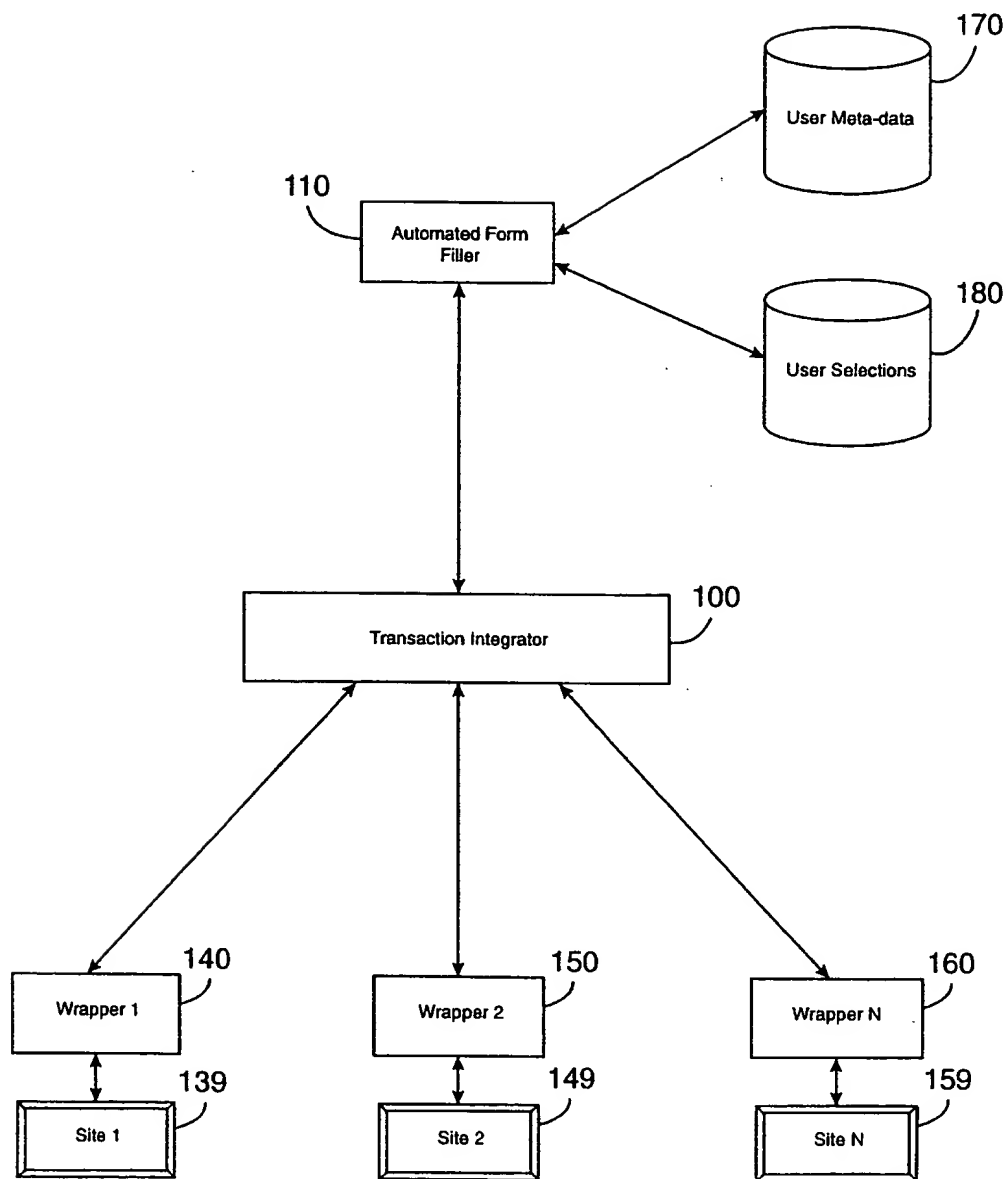 170
User Meta-data
110
Automated Form
Filler
180
User Selections
100
Transaction Integrator
140
Wrapper 1
150
Wrapper 2
160
Wrapper N
139
Site 1
149
Site 2
159
Site N